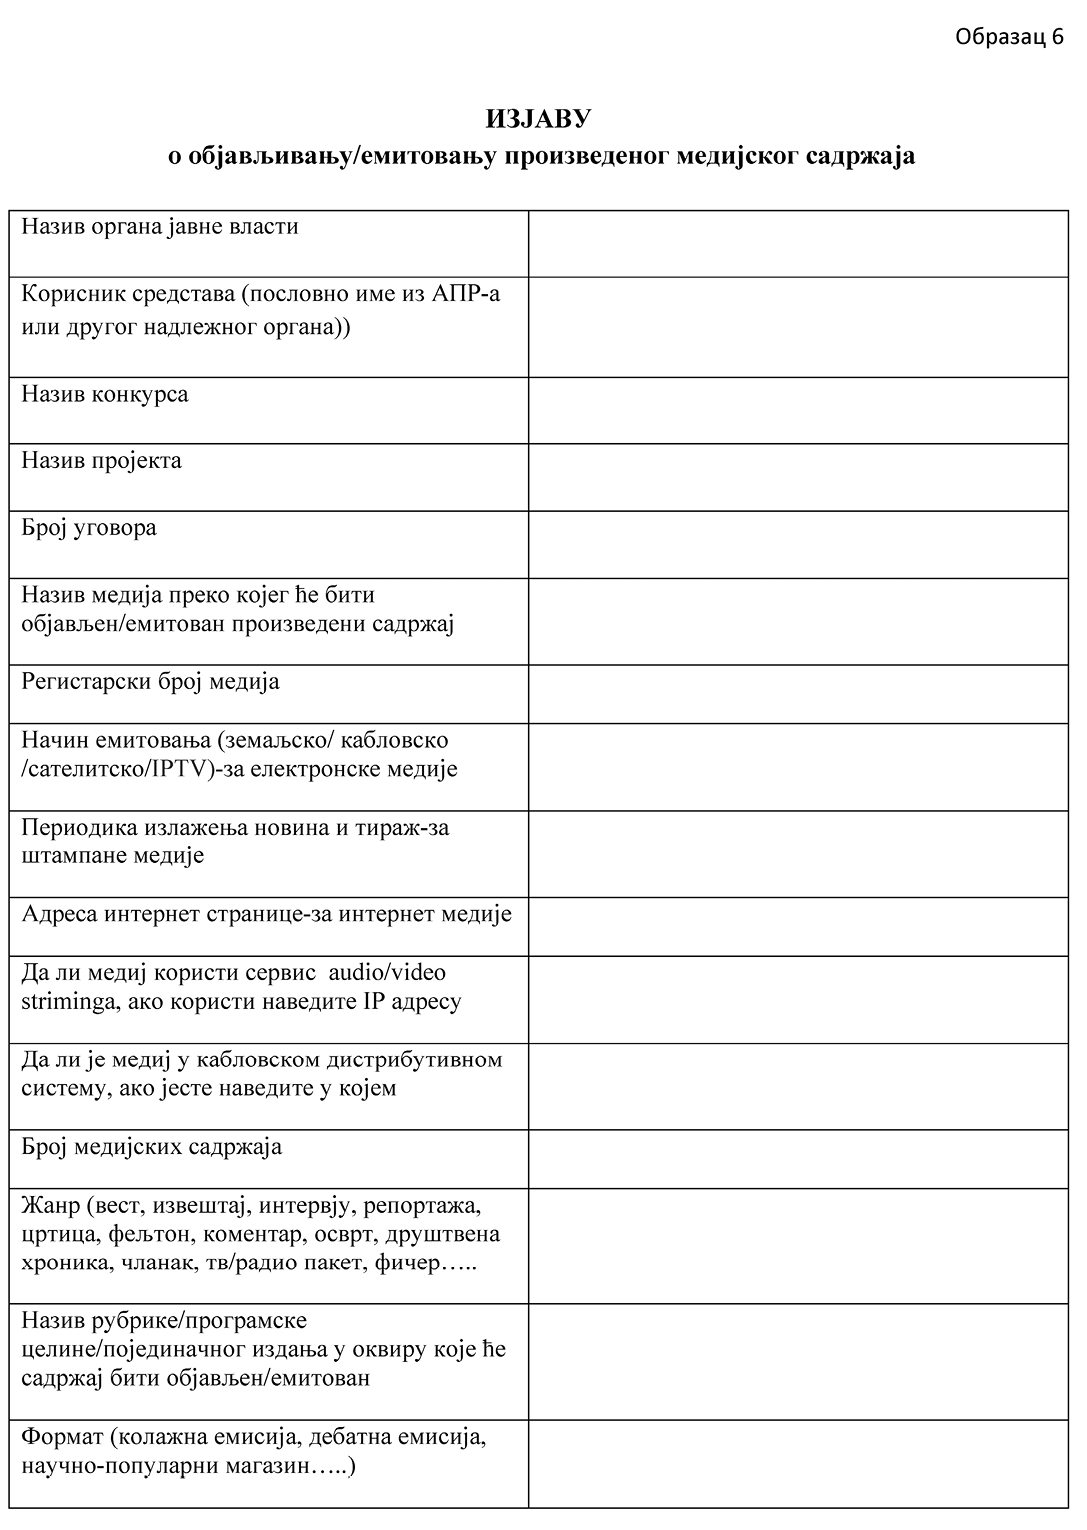 Образац 6
ИЗЈАВУ
о објављивању/емитовању произведеног медијског садржаја
Назив органа јавне власти
Корисник средстава (пословно име из АПР-а
или другог надлежног органа))
Назив конкурса
Назив пројекта
Број уговора
Назив медија преко којег ће бити
објављен/емитован произведени садржај
Регистарски број медија
Начин емитовања (земаљско/ кабловско
/сателитско/IPTV)-за електронске медије
Периодика излажења новина и тираж-за
штампане медије
Адреса интернет странице-за интернет медије
Да ли медиј користи сервис  audio/video
striminga, ако користи наведите IP адресу
Да ли је медиј у кабловском дистрибутивном
систему, ако јесте наведите у којем
Број медијских садржаја
Жанр (вест, извештај, интервју, репортажа,
цртица, фељтон, коментар, осврт, друштвена
хроника, чланак, тв/радио пакет, фичер…..
Назив рубрике/програмске
целине/појединачног издања у оквиру које ће
садржај бити објављен/емитован
Формат (колажна емисија, дебатна емисија,
научно-популарни магазин…..)